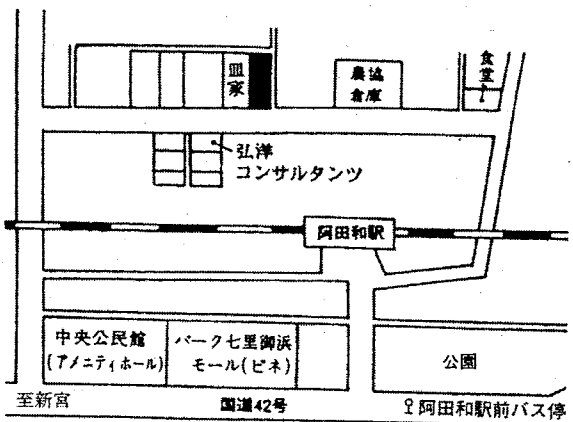 皿家
農協
倉庫
食堂
弘洋
コンサルタンツ
阿田和駅
中央公民館
(アメニティホール)
パーク七里御浜
モール(ピネ)
公園
至新宮
国道42号
阿田和駅前バス停